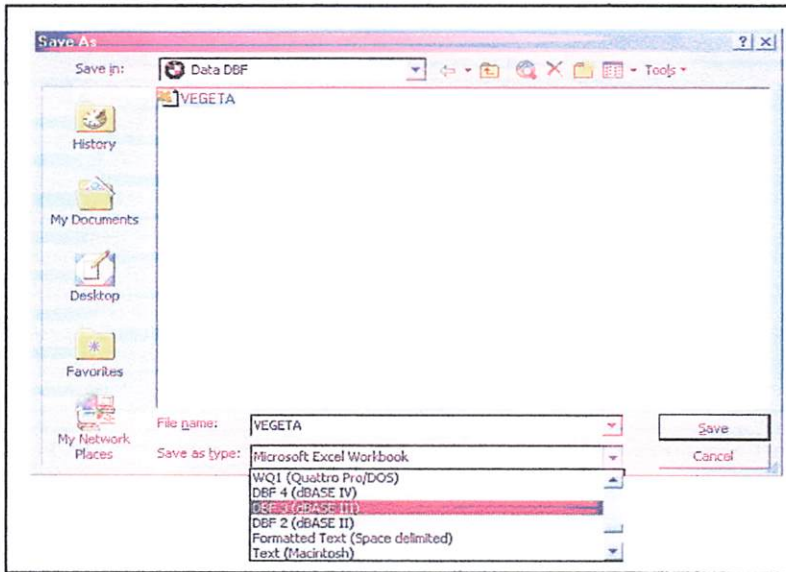 Save As
Save in: Data DBF Tools
VEGETA
History
My Documents
Desktop
Favorites
My Network
Places
File name: VEGETA Save
Save as type: Microsoft Excel Workbook Cancel
WQ1 (Quattro Pro/DOS)
DBF 4 (dBASE IV)
DBF 3 (dBASE III)
DBF 2 (dBASE II)
Formatted Text (Space delimited)
Text (Macintosh)